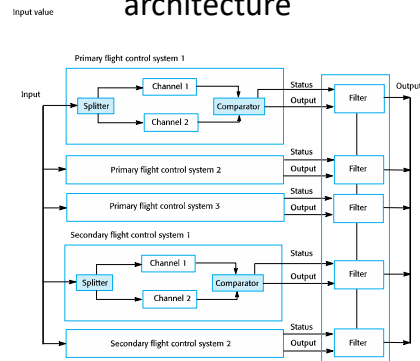 architecture
Input value
Primary flight control system 1
Input
Splitter
Channel 1
Channel 2
Comparator
Status
Output
Filter
Output
Primary flight control system 2
Status
Output
Filter
Primary flight control system 3
Status
Output
Filter
Secondary flight control system 1
Splitter
Channel 1
Channel 2
Comparator
Status
Output
Filter
Secondary flight control system 2
Status
Output
Filter